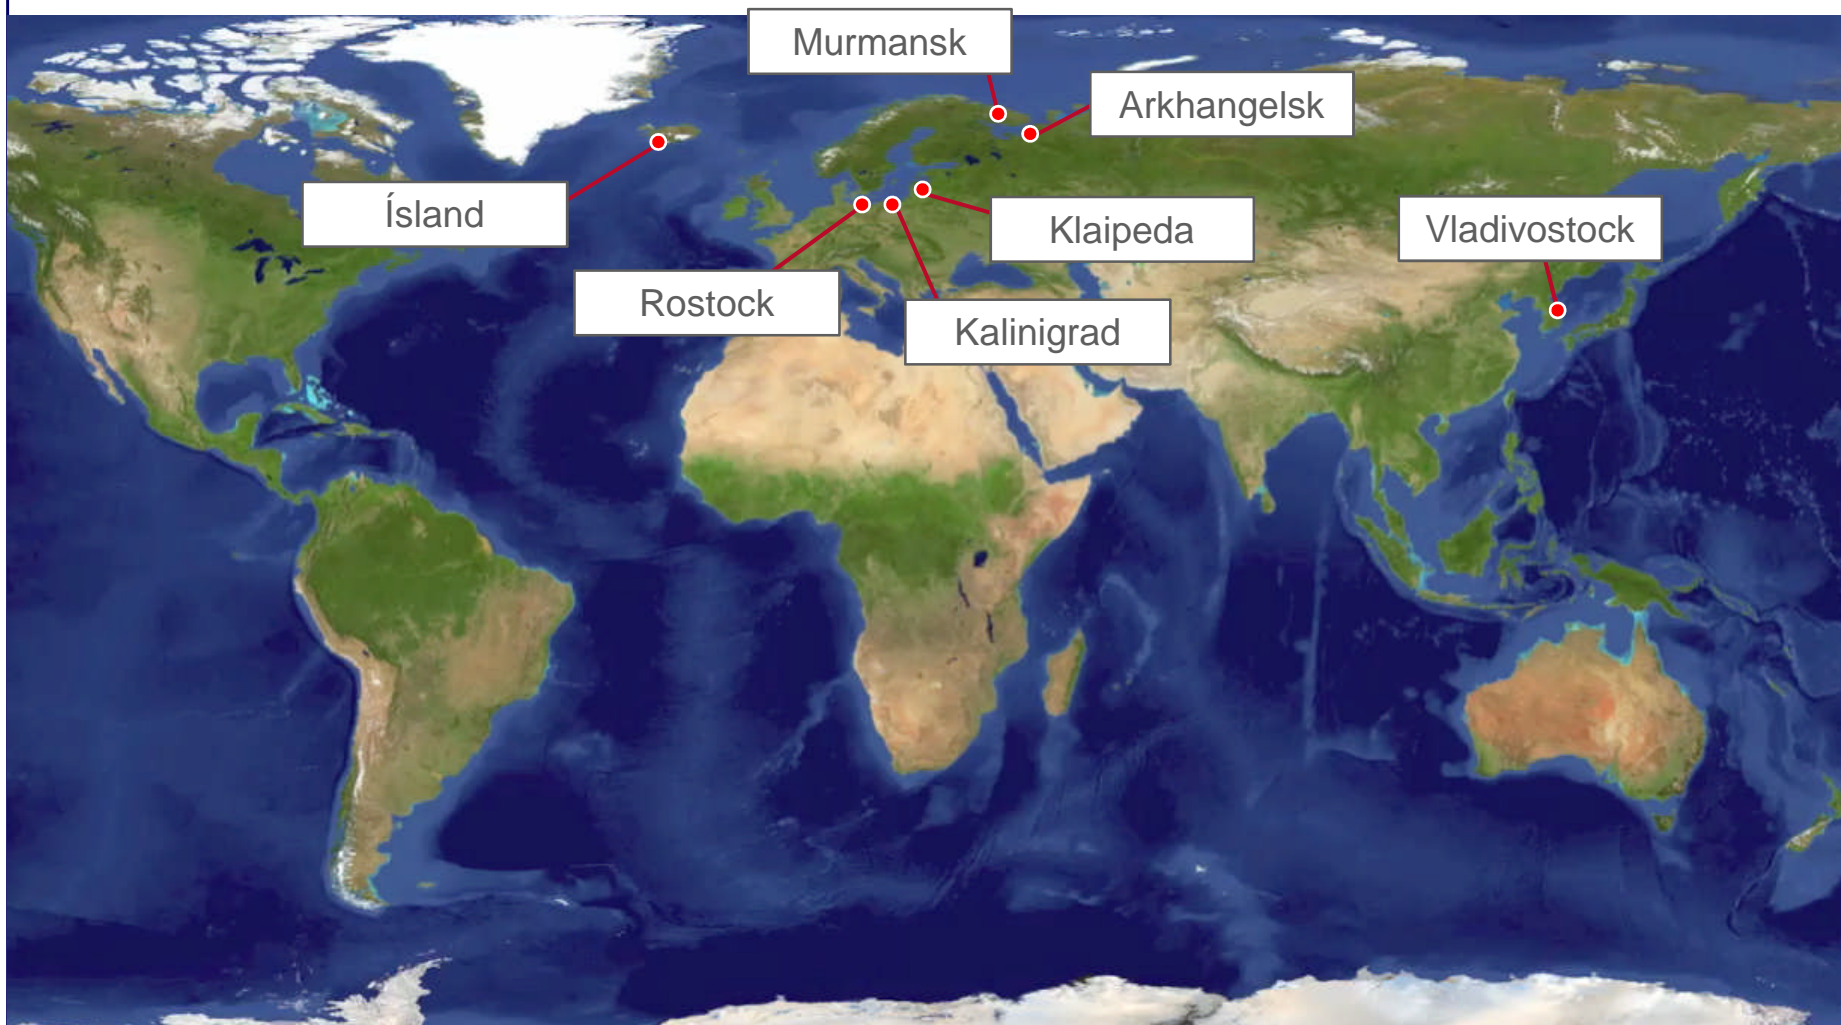 Murmansk
Arkhangelsk
Ísland
Klaipeda
Vladivostock
Rostock
Kalinigrad